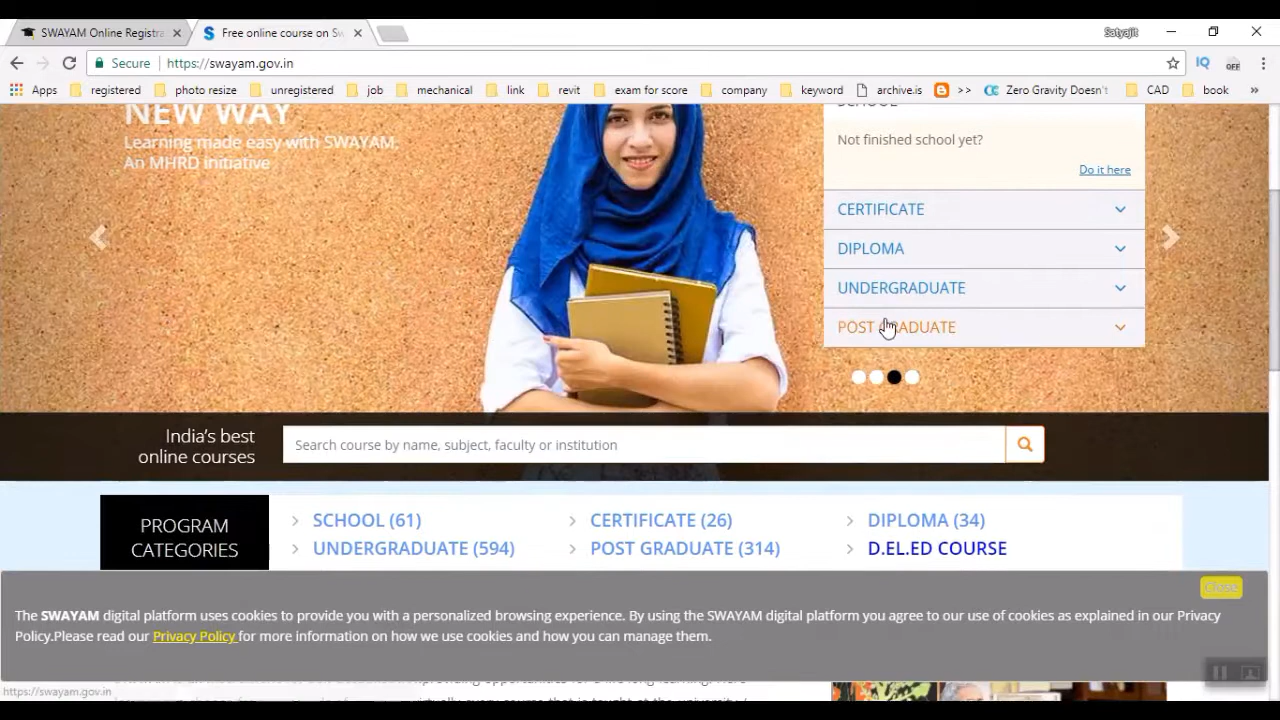 SWAYAM Online Registra
Free online course on Sw
Satyajit
Secure
https://swayam.gov.in
OFF
Apps
registered
photo resize
unregistered
job
mechanical
link
revit
exam for score
company
keyword
archive.is
>>
Zero Gravity Doesn't
CAD
book
»
NEW WAY
Learning made easy with SWAYAM,
An MHRD initiative
SCHOOL
Not finished school yet?
Do it here
CERTIFICATE
DIPLOMA
UNDERGRADUATE
POST GRADUATE
India's best
online courses
Search course by name, subject, faculty or institution
PROGRAM
CATEGORIES
SCHOOL (61)
CERTIFICATE (26)
DIPLOMA (34)
UNDERGRADUATE (594)
POST GRADUATE (314)
D.EL.ED COURSE
Close
The SWAYAM digital platform uses cookies to provide you with a personalized browsing experience. By using the SWAYAM digital platform you agree to our use of cookies as explained in our Privacy
Policy.Please read our Privacy Policy for more information on how we use cookies and how you can manage them.
https://swayam.gov.in